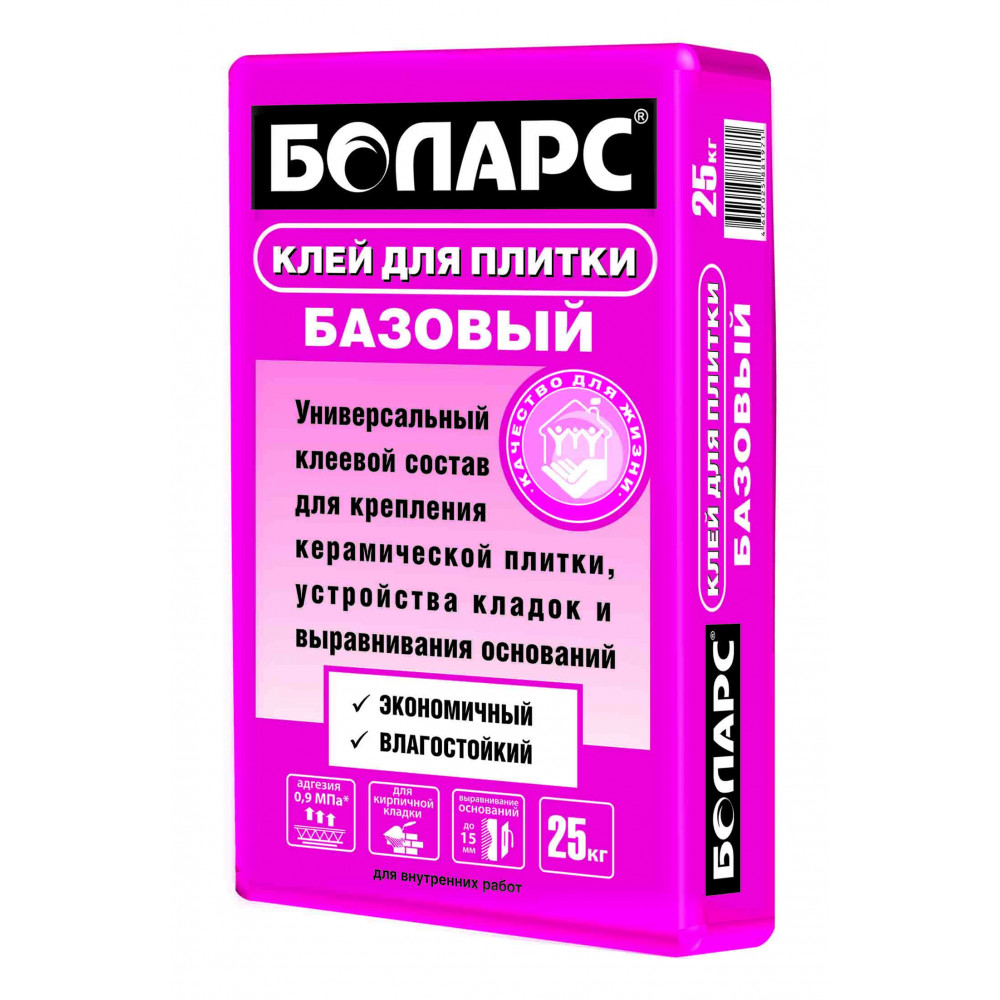 БОЛАРС®
КЛЕЙ ДЛЯ ПЛИТКИ
БАЗОВЫЙ
· КАЧЕСТВО ДЛЯ ЖИЗНИ ·
Универсальный
клеевой состав
для крепления
керамической плитки,
устройства кладок и
выравнивания оснований
✓ ЭКОНОМИЧНЫЙ
✓ ВЛАГОСТОЙКИЙ
адгезия
0,9 МПа*
для
кирпичной
кладки
выравнивание
оснований
до
15
мм
25кг
для внутренних работ
25кг
4602025881971
КЛЕЙ ДЛЯ ПЛИТКИ
БАЗОВЫЙ
БОЛАРС®